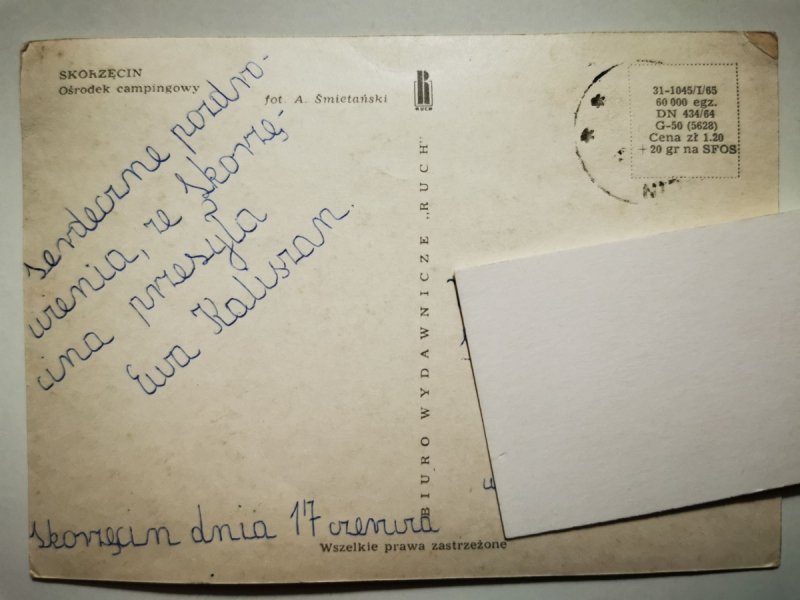 SKORZĘCIN
Ośrodek campingowy
fot. A. Śmietański
RUCH
31-1045/I/65
60 000 egz.
DN 434/64
G-50 (5628)
Cena zł 1.20
+ 20 gr na SFOS
serdeczne pozdro-
wienia, ze Skorzę-
cina przesyła
Ewa Kaliszan.
BIURO WYDAWNICZE „RUCH"
Skorzęcin dnia 17 czerwca
Wszelkie prawa zastrzeżone